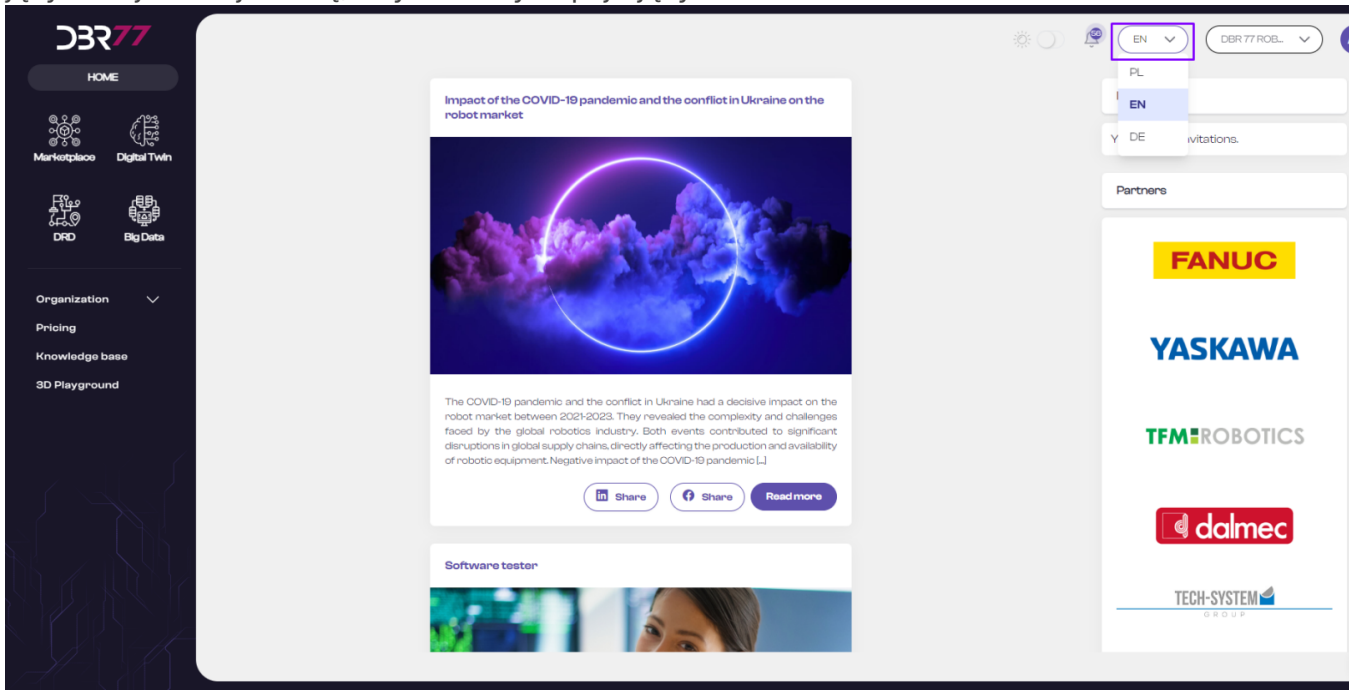 DBR77
HOME
Marketplace
Digital Twin
DRD
Big Data
Organization
Pricing
Knowledge base
3D Playground
EN
DBR 77 ROB...
PL
EN
DE
Impact of the COVID-19 pandemic and the conflict in Ukraine on the
robot market
The COVID-19 pandemic and the conflict in Ukraine had a decisive impact on the
robot market between 2021-2023. They revealed the complexity and challenges
faced by the global robotics industry. Both events contributed to significant
disruptions in global supply chains, directly affecting the production and availability
of robotic equipment. Negative impact of the COVID-19 pandemic [...]
Share
Share
Read more
Software tester
Partners
FANUC
YASKAWA
TFM ROBOTICS
dalmec
TECH-SYSTEM
GROUP